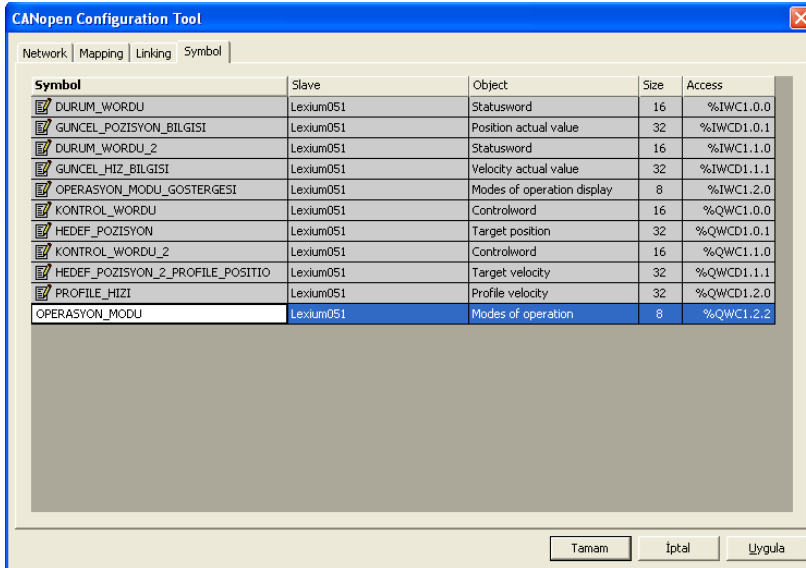 CANopen Configuration Tool
Network Mapping Linking Symbol
Symbol Slave Object Size Access
DURUM_WORDU Lexium051 Statusword 16 %IWC1.0.0
GUNCEL_POZISYON_BILGISI Lexium051 Position actual value 32 %IWCD1.0.1
DURUM_WORDU_2 Lexium051 Statusword 16 %IWC1.1.0
GUNCEL_HIZ_BILGISI Lexium051 Velocity actual value 32 %IWCD1.1.1
OPERASYON_MODU_GOSTERGESI Lexium051 Modes of operation display 8 %IWC1.2.0
KONTROL_WORDU Lexium051 Controlword 16 %QWC1.0.0
HEDEF_POZISYON Lexium051 Target position 32 %QWCD1.0.1
KONTROL_WORDU_2 Lexium051 Controlword 16 %QWC1.1.0
HEDEF_POZISYON_2_PROFILE_POSITIO Lexium051 Target velocity 32 %QWCD1.1.1
PROFILE_HIZI Lexium051 Profile velocity 32 %QWCD1.2.0
OPERASYON_MODU Lexium051 Modes of operation 8 %QWC1.2.2
Tamam İptal Uygula